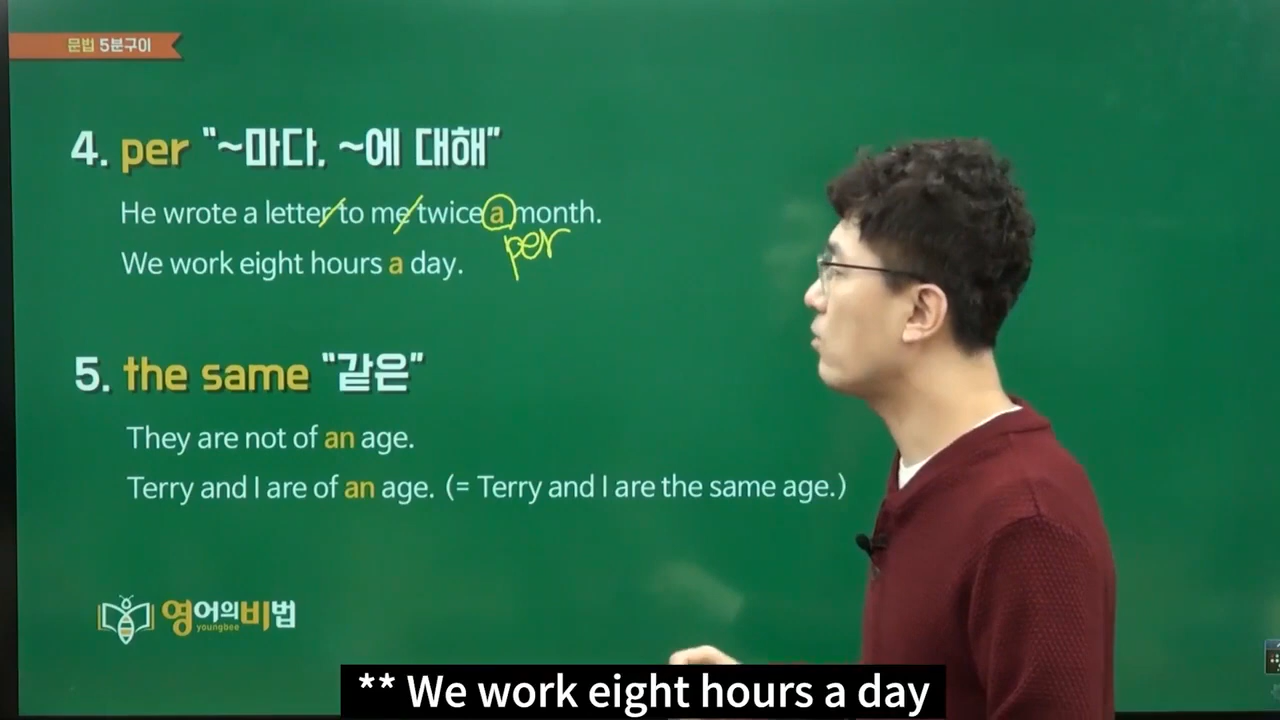 문법 5분구이
4. per "~마다, ~에 대해"
He wrote a letter to me twice a month.
per
We work eight hours a day.
5. the same "같은"
They are not of an age.
Terry and I are of an age. (= Terry and I are the same age.)
영어의비법
youngbee
** We work eight hours a day